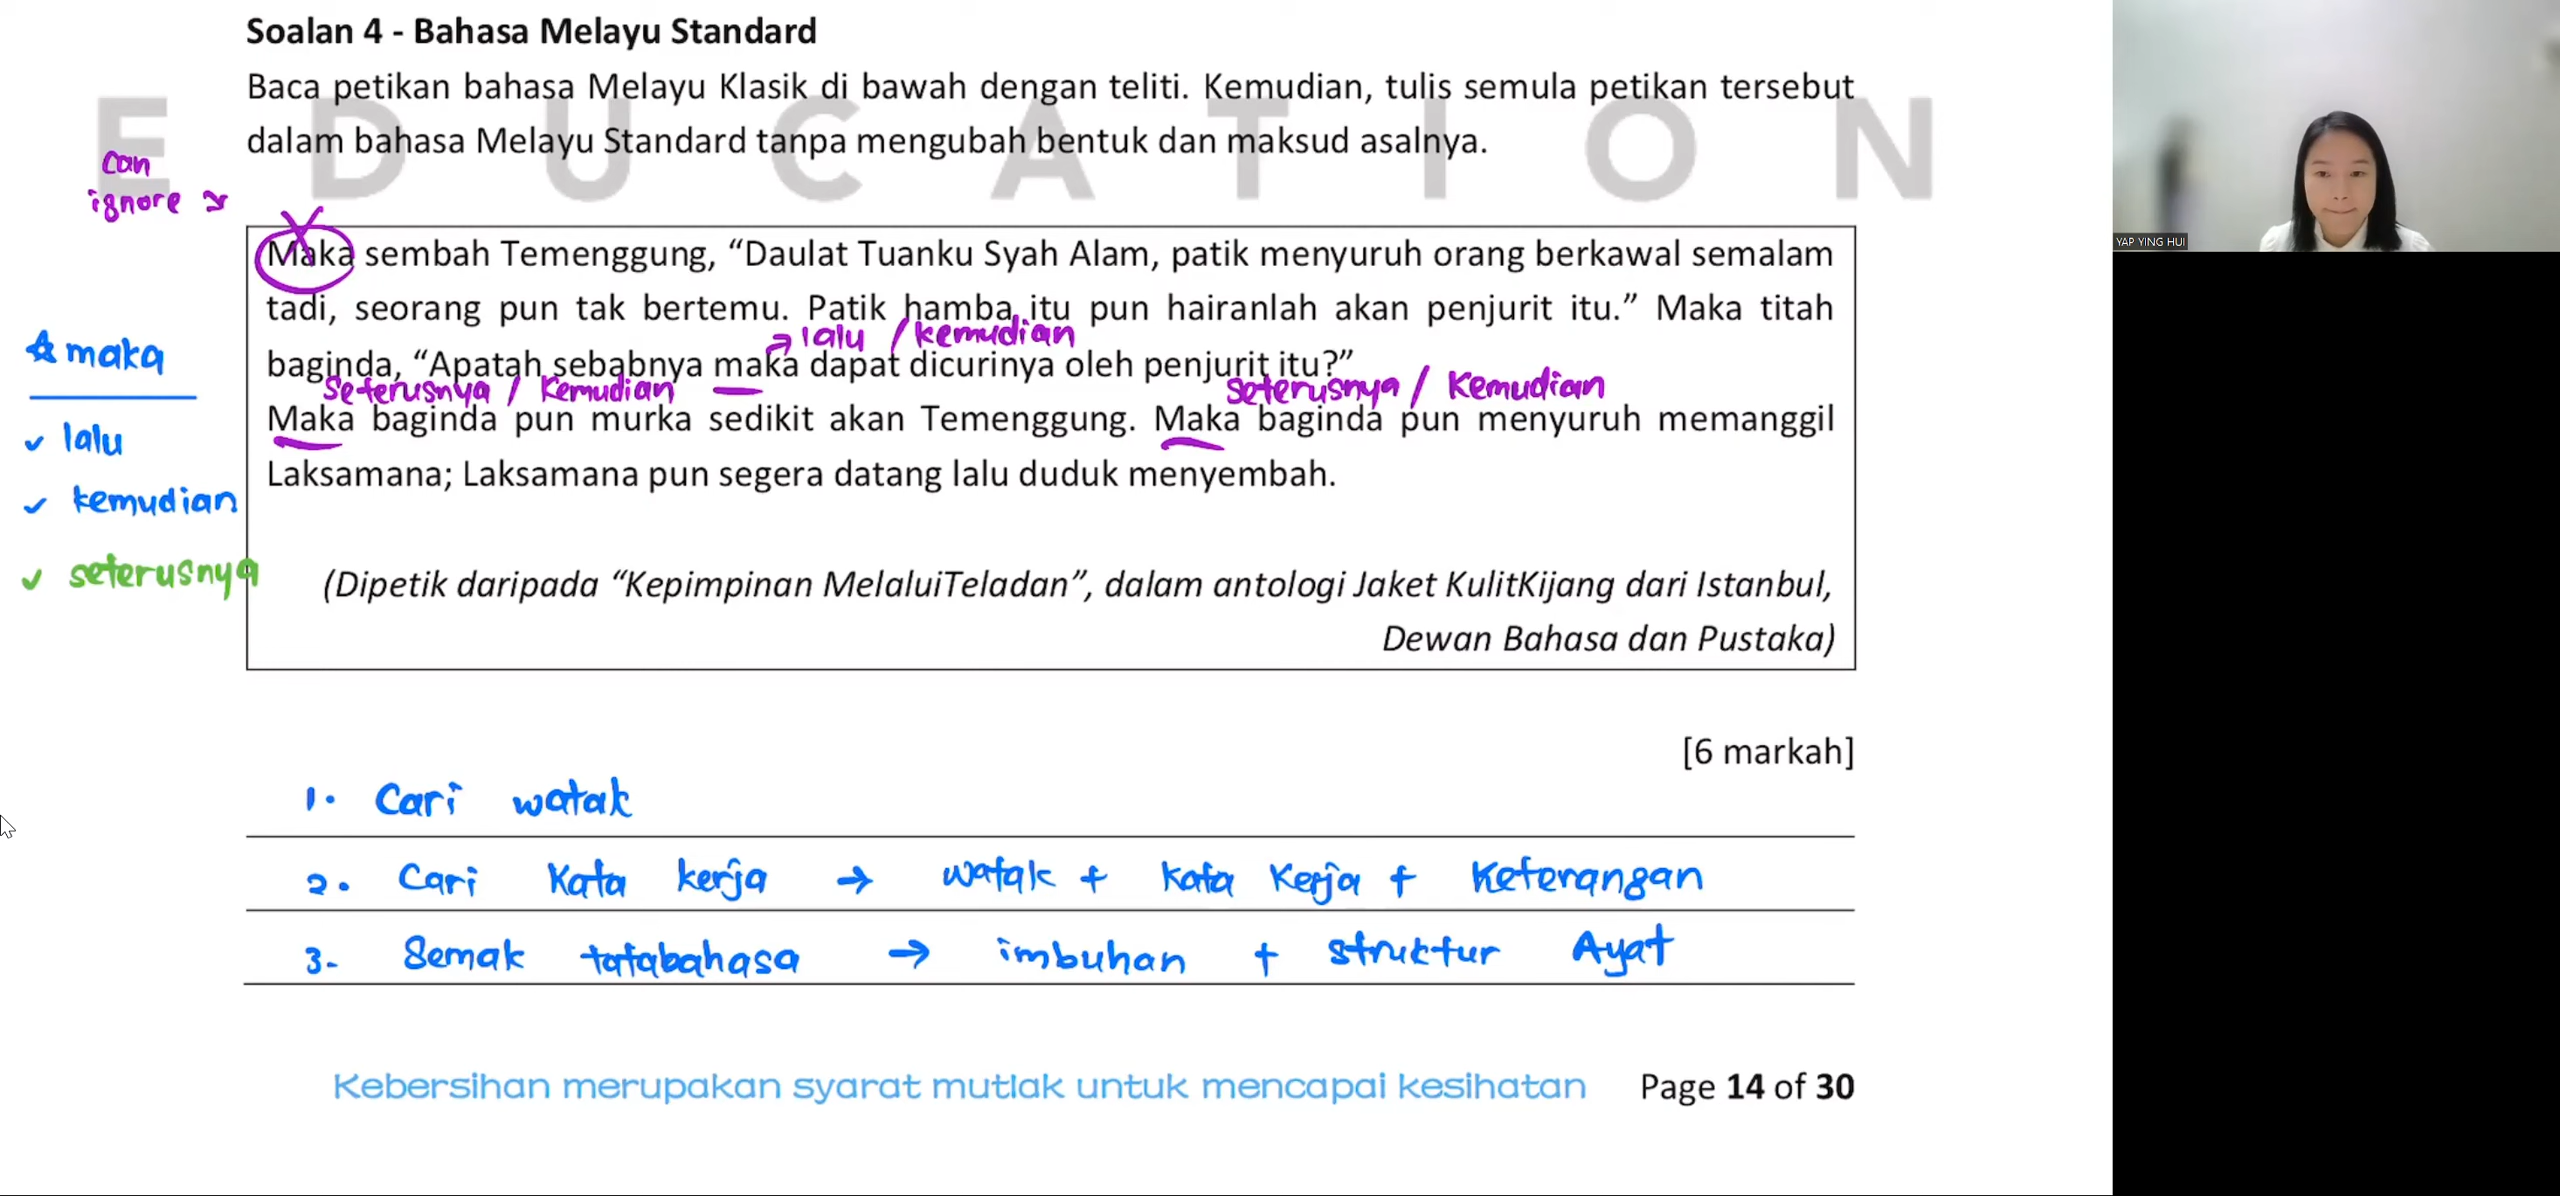 Soalan 4 - Bahasa Melayu Standard
Baca petikan bahasa Melayu Klasik di bawah dengan teliti. Kemudian, tulis semula petikan tersebut
dalam bahasa Melayu Standard tanpa mengubah bentuk dan maksud asalnya.
EDUCATION
can
ignore ↘
Maka sembah Temenggung, “Daulat Tuanku Syah Alam, patik menyuruh orang berkawal semalam
tadi, seorang pun tak bertemu. Patik hamba itu pun hairanlah akan penjurit itu.” Maka titah
→ lalu / kemudian
baginda, “Apatah sebabnya maka dapat dicurinya oleh penjurit itu?”
Seterusnya / Kemudian
Seterusnya / Kemudian
Maka baginda pun murka sedikit akan Temenggung. Maka baginda pun menyuruh memanggil
Laksamana; Laksamana pun segera datang lalu duduk menyembah.
(Dipetik daripada “Kepimpinan MelaluiTeladan”, dalam antologi Jaket KulitKijang dari Istanbul,
Dewan Bahasa dan Pustaka)
☆ maka
✓ lalu
✓ kemudian
✓ seterusnya
[6 markah]
1. Cari watak
2. Cari Kata kerja → watak + kata Kerja + Keterangan
3. Semak tatabahasa → imbuhan + struktur Ayat
Kebersihan merupakan syarat mutlak untuk mencapai kesihatan
Page 14 of 30
YAP YING HUI